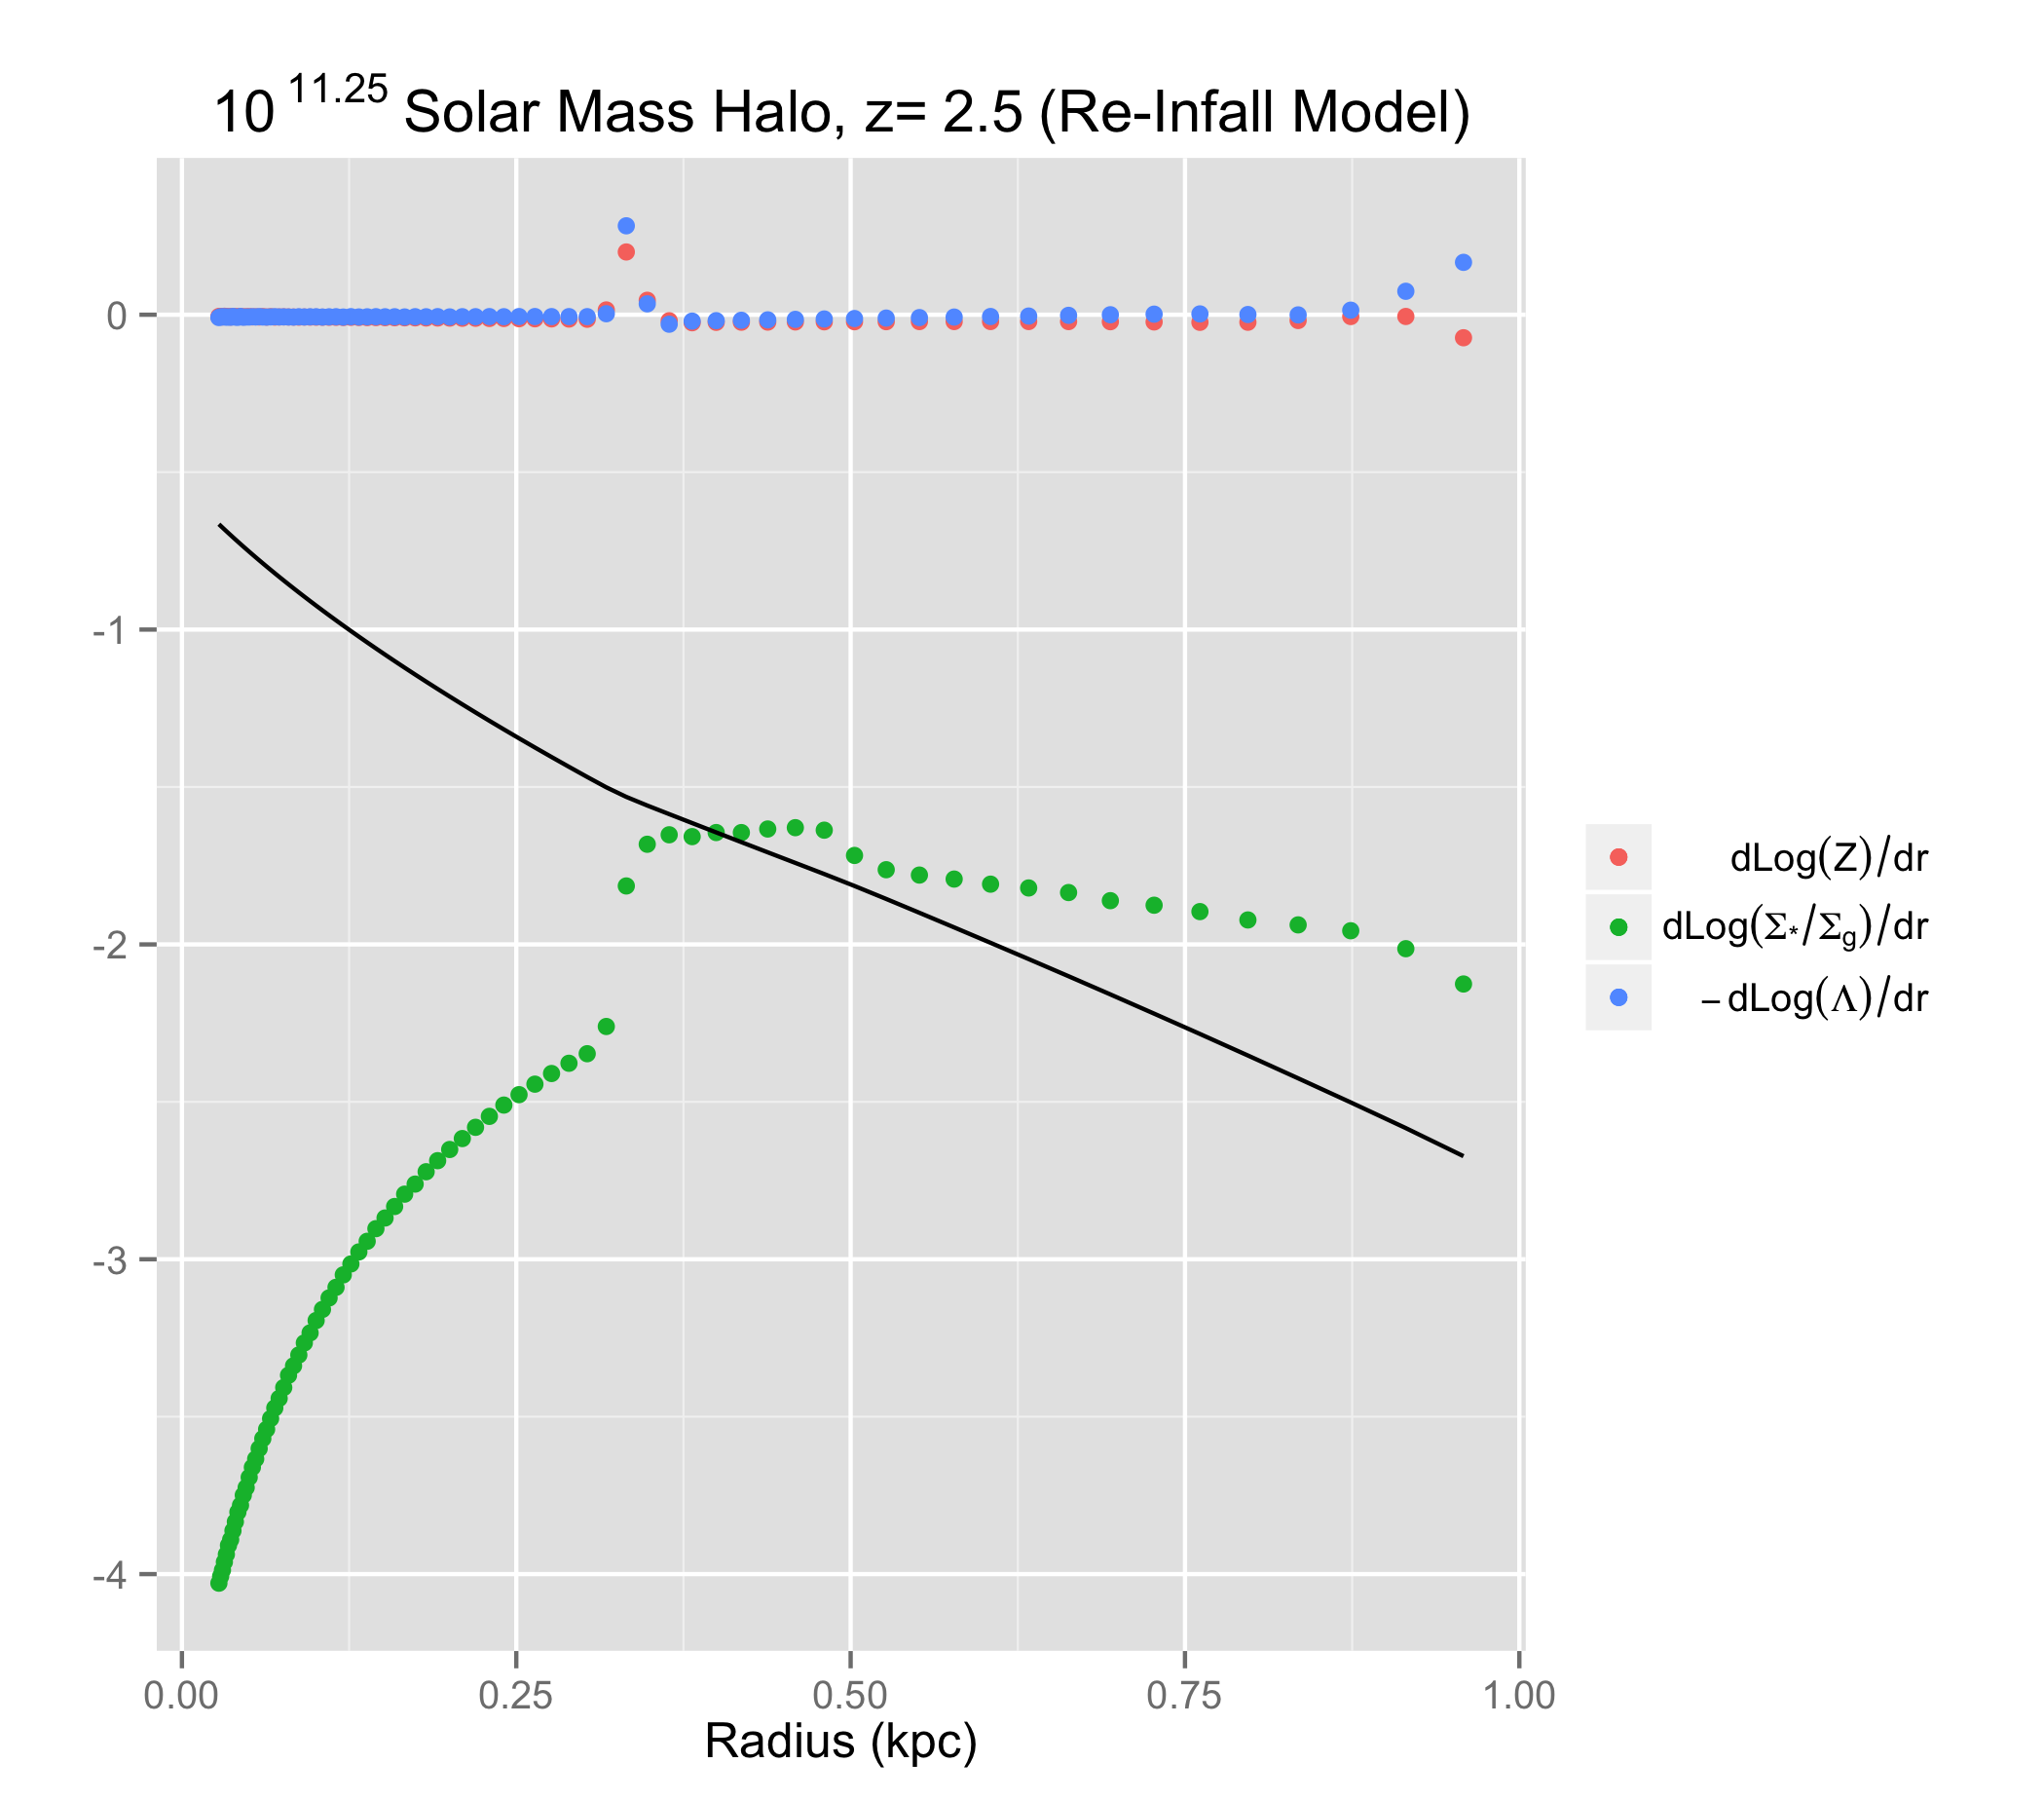 10^11.25 Solar Mass Halo, z= 2.5 (Re-Infall Model)
0
-1
-2
-3
-4
0.00 0.25 0.50 0.75 1.00
Radius (kpc)
dLog(Z)/dr
dLog(Σ*/Σg)/dr
− dLog(Λ)/dr